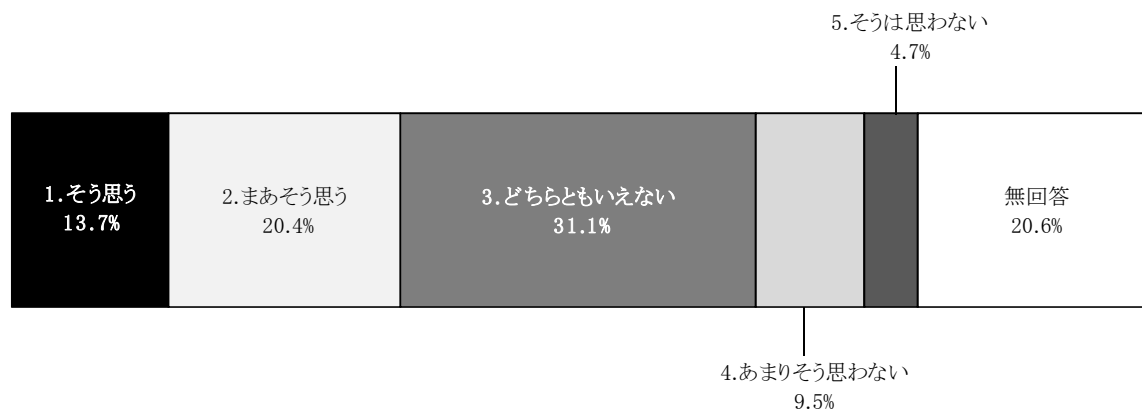 5.そうは思わない
4.7%
1.そう思う
13.7%
2.まあそう思う
20.4%
3.どちらともいえない
31.1%
無回答
20.6%
4.あまりそう思わない
9.5%